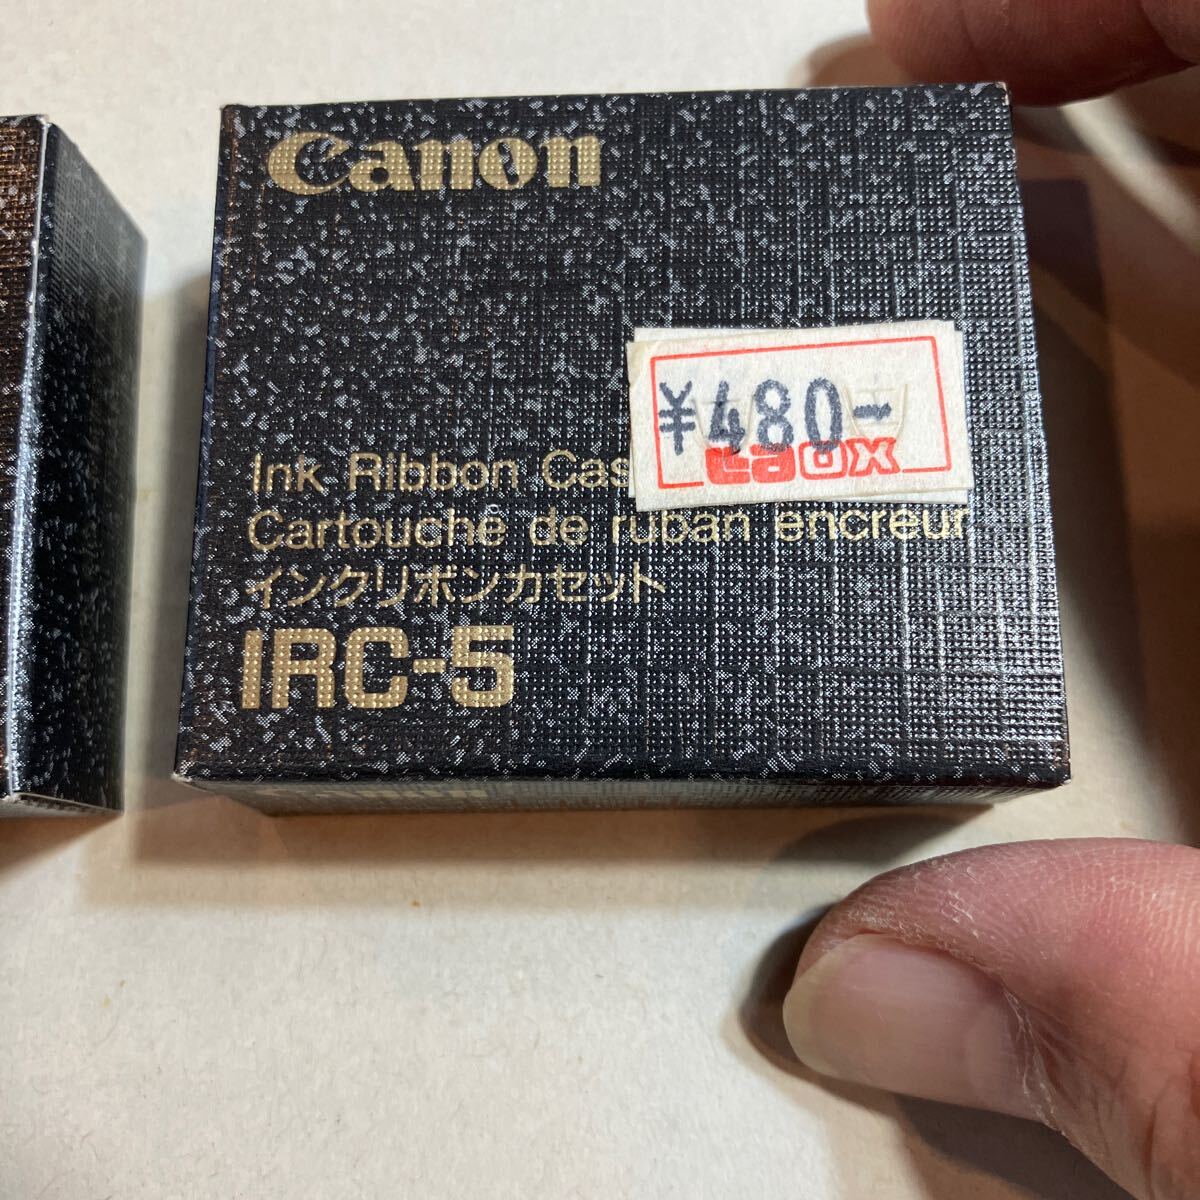 Canon
¥480-
Laox
Ink Ribbon Cas
Cartouche de ruban encreur
インクリボンカセット
IRC-5
Canon